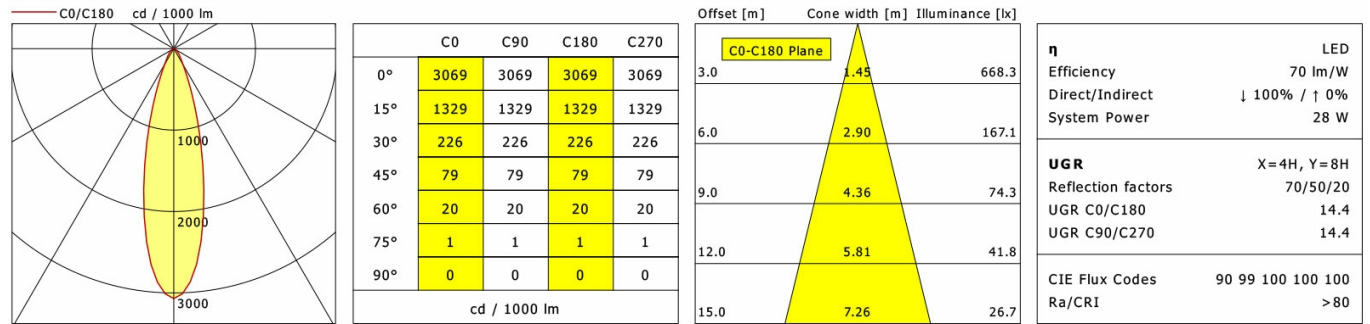 C0/C180 cd / 1000 lm
1000
2000
3000
C0 C90 C180 C270
0° 3069 3069 3069 3069
15° 1329 1329 1329 1329
30° 226 226 226 226
45° 79 79 79 79
60° 20 20 20 20
75° 1 1 1 1
90° 0 0 0 0
cd / 1000 lm
Offset [m] Cone width [m] Illuminance [lx]
C0-C180 Plane
3.0 1.45 668.3
6.0 2.90 167.1
9.0 4.36 74.3
12.0 5.81 41.8
15.0 7.26 26.7
η LED
Efficiency 70 lm/W
Direct/Indirect ↓ 100% / ↑ 0%
System Power 28 W
UGR X=4H, Y=8H
Reflection factors 70/50/20
UGR C0/C180 14.4
UGR C90/C270 14.4
CIE Flux Codes 90 99 100 100 100
Ra/CRI >80